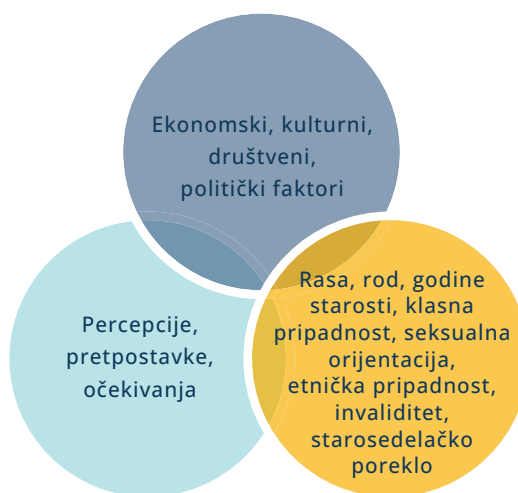 Ekonomski, kulturni,
društveni,
politički faktori
Percepcije,
pretpostavke,
očekivanja
Rasa, rod, godine
starosti, klasna
pripadnost, seksualna
orijentacija,
etnička pripadnost,
invaliditet,
starosedelačko
poreklo